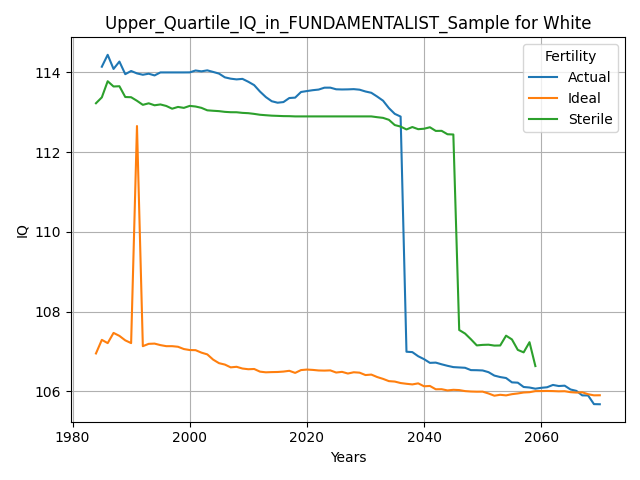 Upper_Quartile_IQ_in_FUNDAMENTALIST_Sample for White
Fertility
Actual
Ideal
Sterile
114
112
110
108
106
IQ
1980
2000
2020
2040
2060
Years